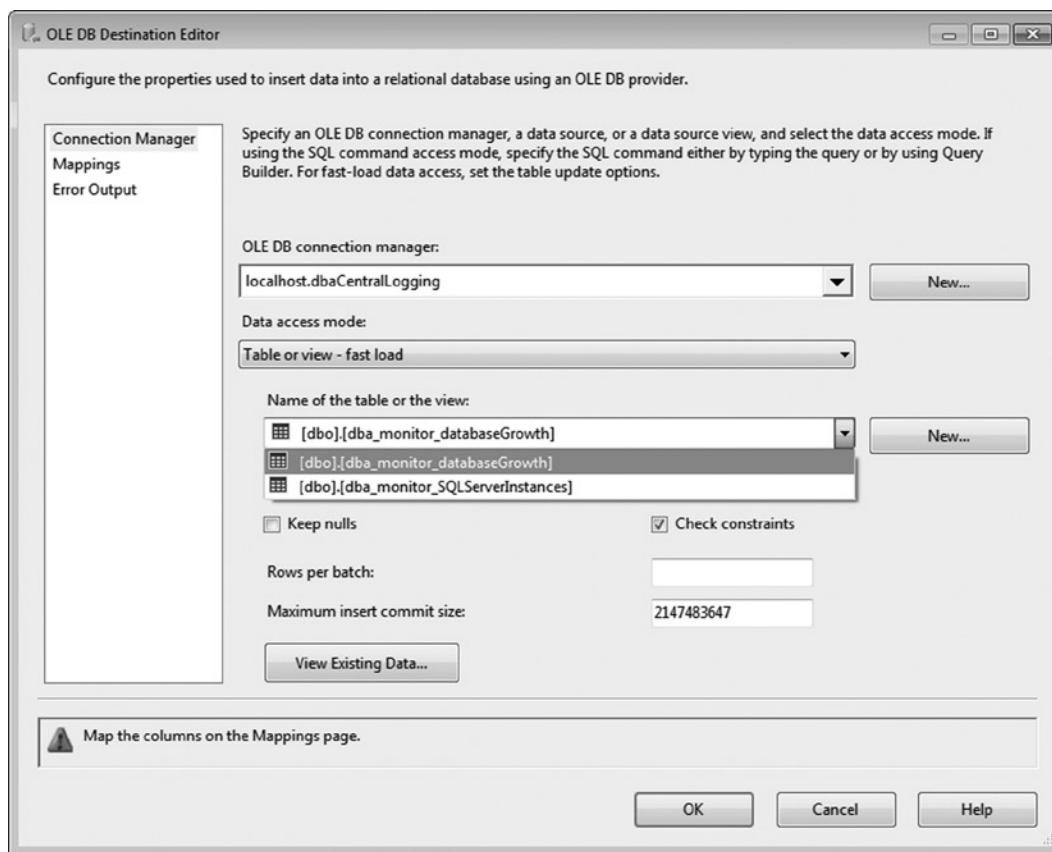 OLE DB Destination Editor
Configure the properties used to insert data into a relational database using an OLE DB provider.
Connection Manager
Mappings
Error Output
Specify an OLE DB connection manager, a data source, or a data source view, and select the data access mode. If
using the SQL command access mode, specify the SQL command either by typing the query or by using Query
Builder. For fast-load data access, set the table update options.
OLE DB connection manager:
localhost.dbaCentralLogging
New...
Data access mode:
Table or view - fast load
Name of the table or the view:
[dbo].[dba_monitor_databaseGrowth]
New...
[dbo].[dba_monitor_databaseGrowth]
[dbo].[dba_monitor_SQLServerInstances]
Keep nulls
Check constraints
Rows per batch:
Maximum insert commit size:
2147483647
View Existing Data...
Map the columns on the Mappings page.
OK
Cancel
Help